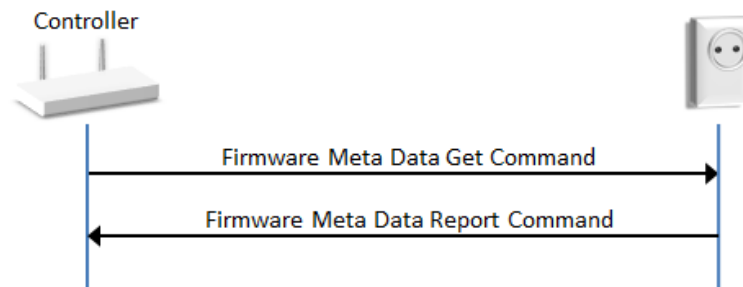 Controller
Firmware Meta Data Get Command
Firmware Meta Data Report Command